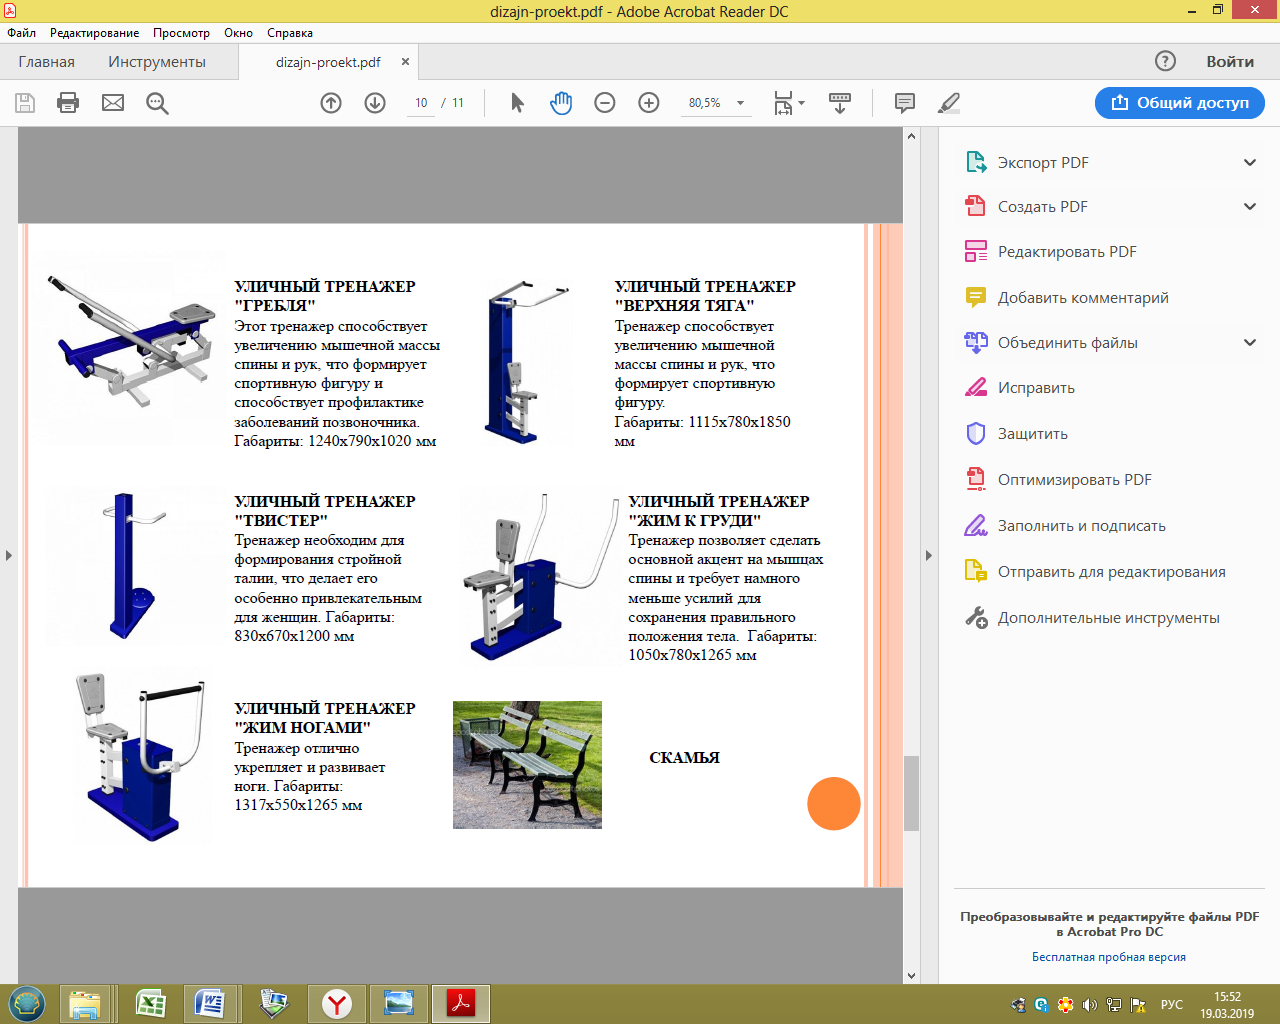 dizajn-proekt.pdf - Adobe Acrobat Reader DC
Файл Редактирование Просмотр Окно Справка
Главная Инструменты dizajn-proekt.pdf × Войти
10 / 11 80,5% Общий доступ
УЛИЧНЫЙ ТРЕНАЖЕР
"ГРЕБЛЯ"
Этот тренажер способствует
увеличению мышечной массы
спины и рук, что формирует
спортивную фигуру и
способствует профилактике
заболеваний позвоночника.
Габариты: 1240х790х1020 мм
УЛИЧНЫЙ ТРЕНАЖЕР
"ВЕРХНЯЯ ТЯГА"
Тренажер способствует
увеличению мышечной
массы спины и рук, что
формирует спортивную
фигуру.
Габариты: 1115х780х1850
мм
УЛИЧНЫЙ ТРЕНАЖЕР
"ТВИСТЕР"
Тренажер необходим для
формирования стройной
талии, что делает его
особенно привлекательным
для женщин. Габариты:
830х670х1200 мм
УЛИЧНЫЙ ТРЕНАЖЕР
"ЖИМ К ГРУДИ"
Тренажер позволяет сделать
основной акцент на мышцах
спины и требует намного
меньше усилий для
сохранения правильного
положения тела. Габариты:
1050х780х1265 мм
УЛИЧНЫЙ ТРЕНАЖЕР
"ЖИМ НОГАМИ"
Тренажер отлично
укрепляет и развивает
ноги. Габариты:
1317х550х1265 мм
СКАМЬЯ
Экспорт PDF
Создать PDF
Редактировать PDF
Добавить комментарий
Объединить файлы
Исправить
Защитить
Оптимизировать PDF
Заполнить и подписать
Отправить для редактирования
Дополнительные инструменты
Преобразовывайте и редактируйте файлы PDF
в Acrobat Pro DC
Бесплатная пробная версия
РУС 15:52
19.03.2019